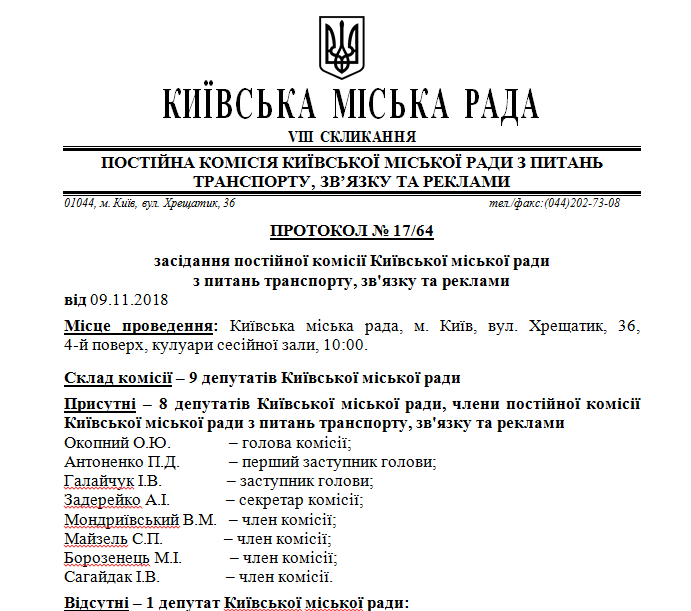 КИЇВСЬКА МІСЬКА РАДА
VIII СКЛИКАННЯ
ПОСТІЙНА КОМІСІЯ КИЇВСЬКОЇ МІСЬКОЇ РАДИ З ПИТАНЬ
ТРАНСПОРТУ, ЗВ’ЯЗКУ ТА РЕКЛАМИ
01044, м. Київ, вул. Хрещатик, 36 тел./факс:(044)202-73-08
ПРОТОКОЛ № 17/64
засідання постійної комісії Київської міської ради
з питань транспорту, зв'язку та реклами
від 09.11.2018
Місце проведення: Київська міська рада, м. Київ, вул. Хрещатик, 36,
4-й поверх, кулуари сесійної зали, 10:00.
Склад комісії – 9 депутатів Київської міської ради
Присутні – 8 депутатів Київської міської ради, члени постійної комісії
Київської міської ради з питань транспорту, зв'язку та реклами
Окопний О.Ю. – голова комісії;
Антоненко П.Д. – перший заступник голови;
Галайчук І.В. – заступник голови;
Задерейко А.І. – секретар комісії;
Мондриївський В.М. – член комісії;
Майзель С.П. – член комісії;
Борозенець М.І. – член комісії;
Сагайдак І.В. – член комісії.
Відсутні – 1 депутат Київської міської ради: